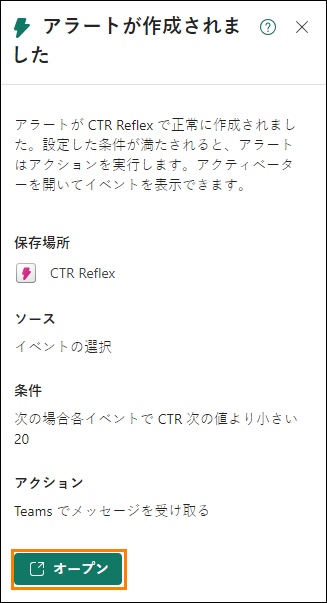 アラートが作成されま
した
アラートが CTR Reflex で正常に作成されまし
た。設定した条件が満たされると、アラート
はアクションを実行します。アクティベータ
ーを開いてイベントを表示できます。
保存場所
CTR Reflex
ソース
イベントの選択
条件
次の場合各イベントで CTR 次の値より小さい
20
アクション
Teams でメッセージを受け取る
オープン